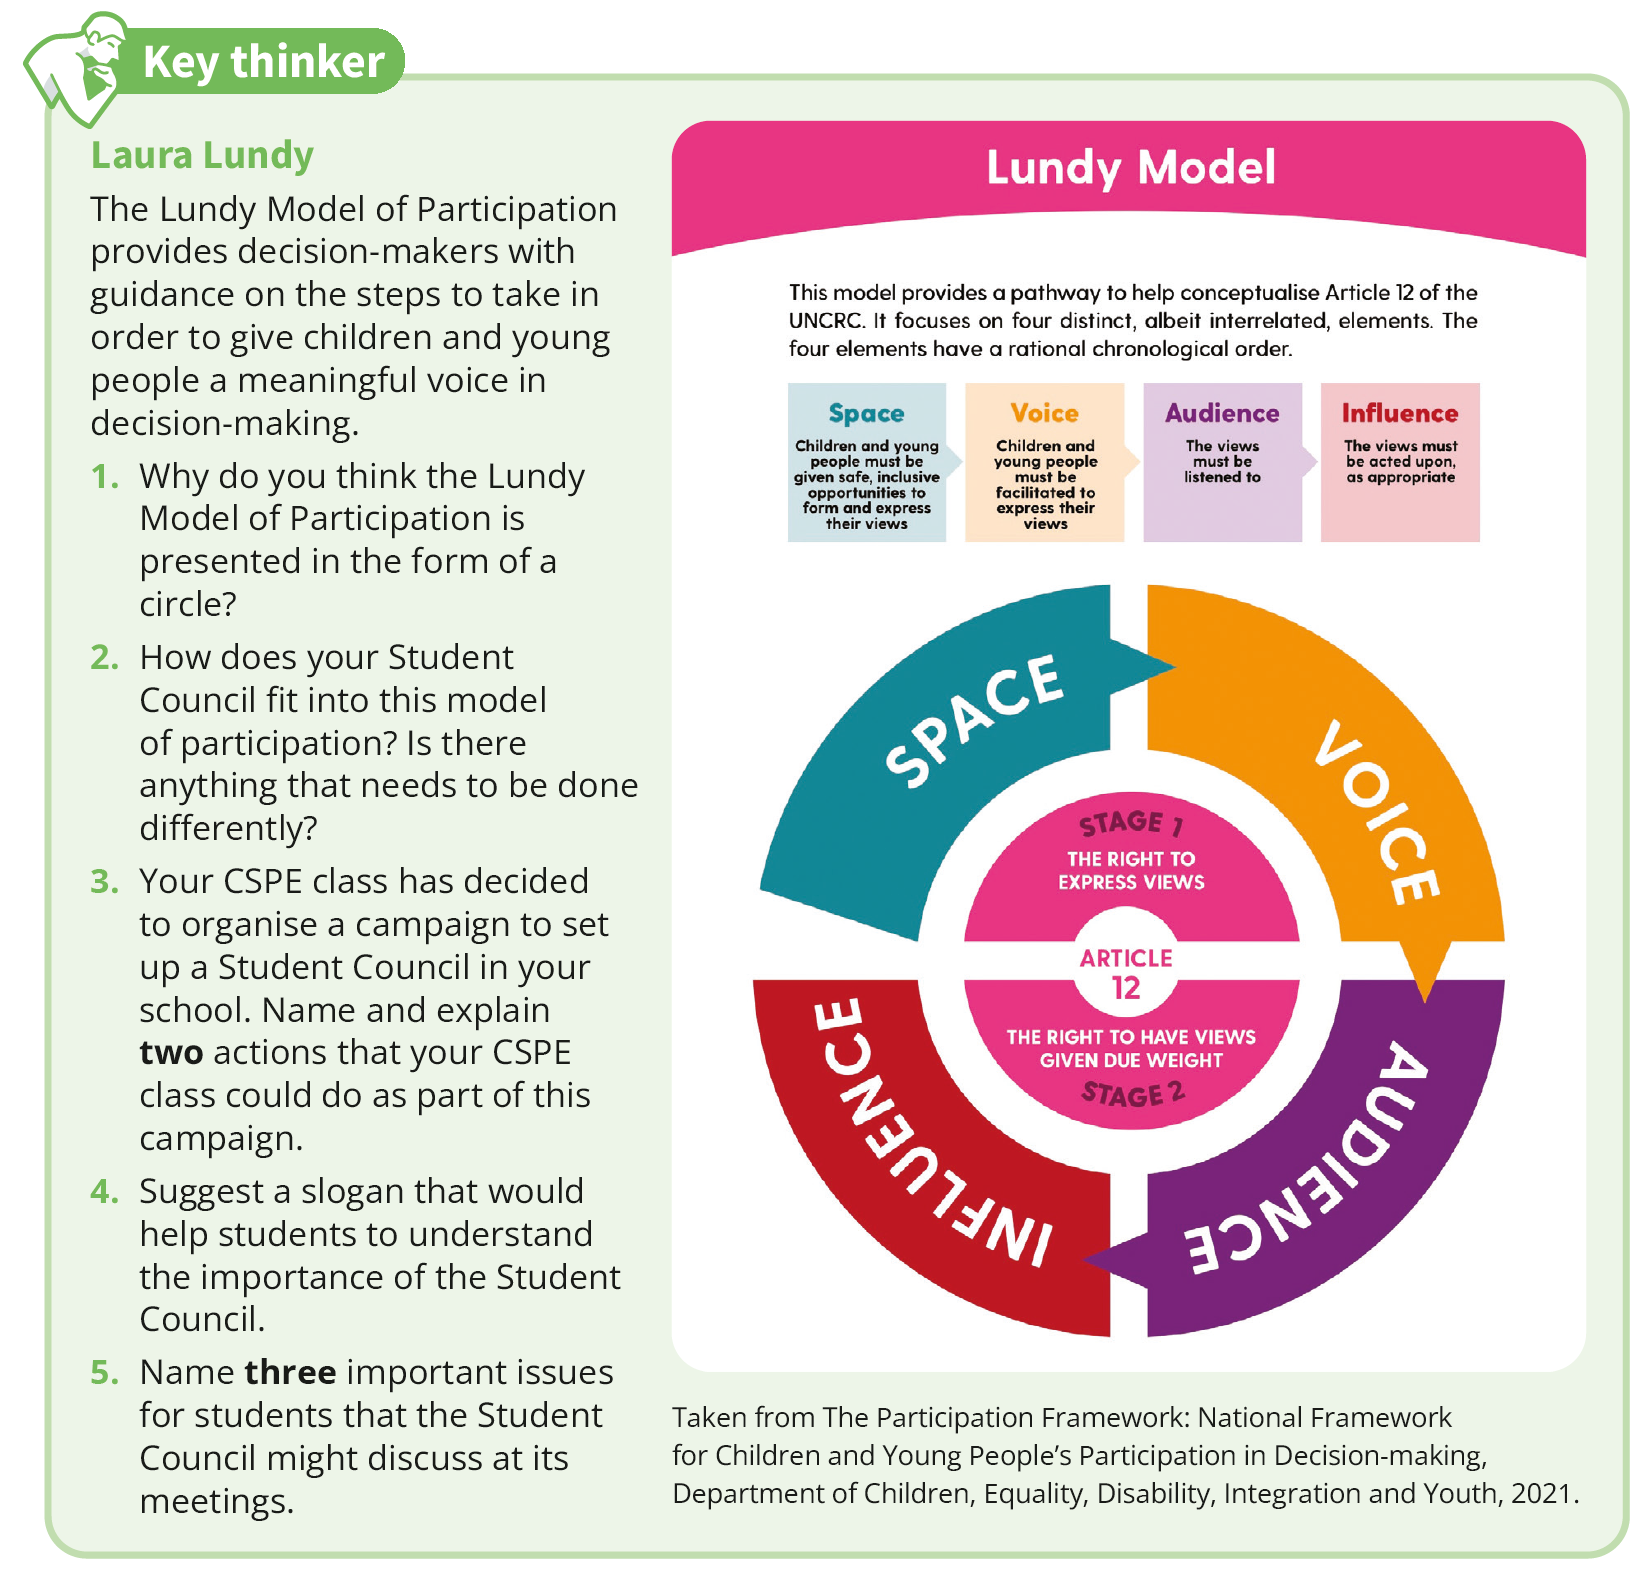 Key thinker
Laura Lundy
The Lundy Model of Participation
provides decision-makers with
guidance on the steps to take in
order to give children and young
people a meaningful voice in
decision-making.
1. Why do you think the Lundy
Model of Participation is
presented in the form of a
circle?
2. How does your Student
Council fit into this model
of participation? Is there
anything that needs to be done
differently?
3. Your CSPE class has decided
to organise a campaign to set
up a Student Council in your
school. Name and explain
two actions that your CSPE
class could do as part of this
campaign.
4. Suggest a slogan that would
help students to understand
the importance of the Student
Council.
5. Name three important issues
for students that the Student
Council might discuss at its
meetings.
Lundy Model
This model provides a pathway to help conceptualise Article 12 of the
UNCRC. It focuses on four distinct, albeit interrelated, elements. The
four elements have a rational chronological order.
Space
Children and young
people must be
given safe, inclusive
opportunities to
form and express
their views
Voice
Children and
young people
must be
facilitated to
express their
views
Audience
The views
must be
listened to
Influence
The views must
be acted upon,
as appropriate
SPACE
VOICE
AUDIENCE
INFLUENCE
STAGE 1
THE RIGHT TO
EXPRESS VIEWS
ARTICLE
12
THE RIGHT TO HAVE VIEWS
GIVEN DUE WEIGHT
STAGE 2
Taken from The Participation Framework: National Framework
for Children and Young People’s Participation in Decision-making,
Department of Children, Equality, Disability, Integration and Youth, 2021.